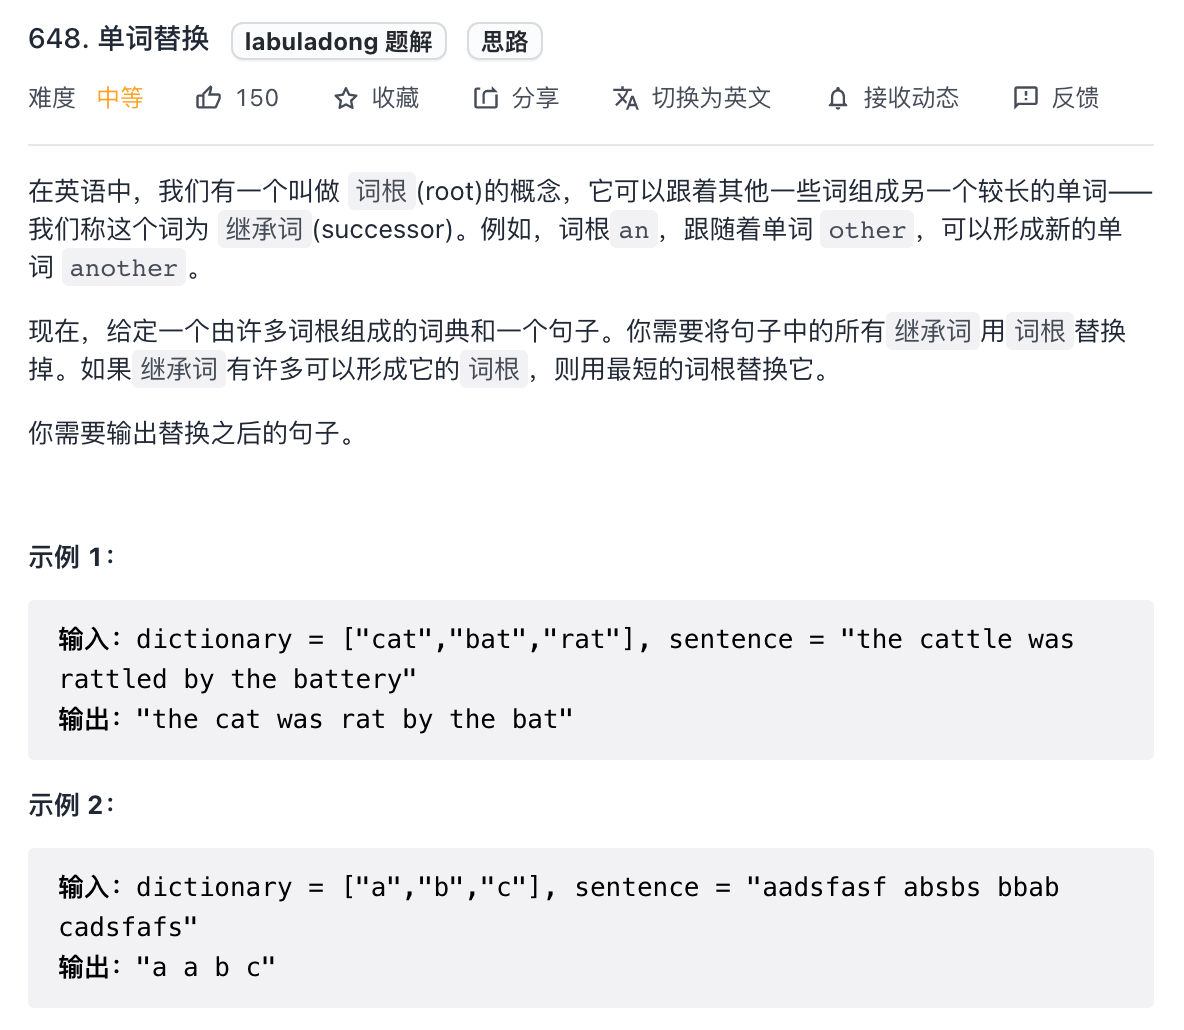 648. 单词替换 labuladong 题解 思路
难度 中等 150 收藏 分享 切换为英文 接收动态 反馈
在英语中，我们有一个叫做 词根(root)的概念，它可以跟着其他一些词组成另一个较长的单词——
我们称这个词为 继承词(successor)。例如，词根an，跟随着单词 other，可以形成新的单
词 another。
现在，给定一个由许多词根组成的词典和一个句子。你需要将句子中的所有继承词用词根替换
掉。如果继承词有许多可以形成它的词根，则用最短的词根替换它。
你需要输出替换之后的句子。
示例 1：
输入：dictionary = ["cat","bat","rat"], sentence = "the cattle was
rattled by the battery"
输出："the cat was rat by the bat"
示例 2：
输入：dictionary = ["a","b","c"], sentence = "aadsfasf absbs bbab
cadsfafs"
输出："a a b c"